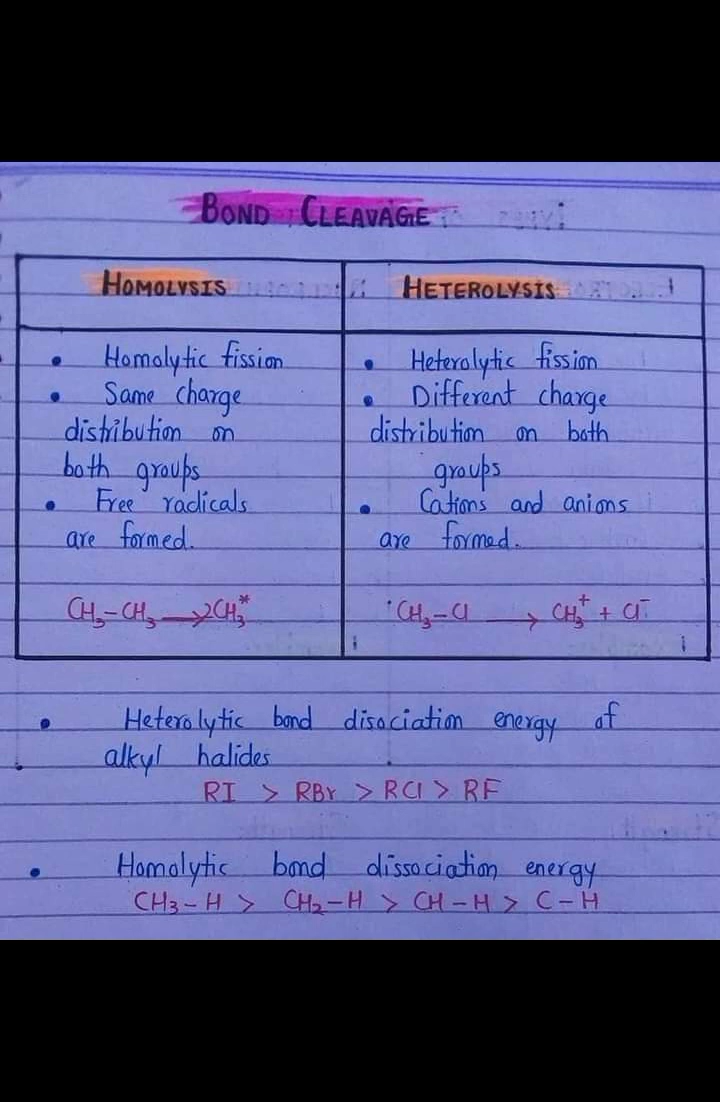 BOND CLEAVAGE
HOMOLYSIS
• Homolytic fission
• Same charge
distribution on
both groups
• Free radicals
are formed.
CH₃-CH₃ → 2CH₃*
HETEROLYSIS
• Heterolytic fission
• Different charge
distribution on both
groups
• Cations and anions
are formed.
CH₃-Cl → CH₃⁺ + Cl⁻
• Heterolytic bond disociation energy of
alkyl halides
RI > RBr > RCl > RF
• Homolytic bond dissociation energy
CH₃-H > CH₂-H > CH-H > C-H